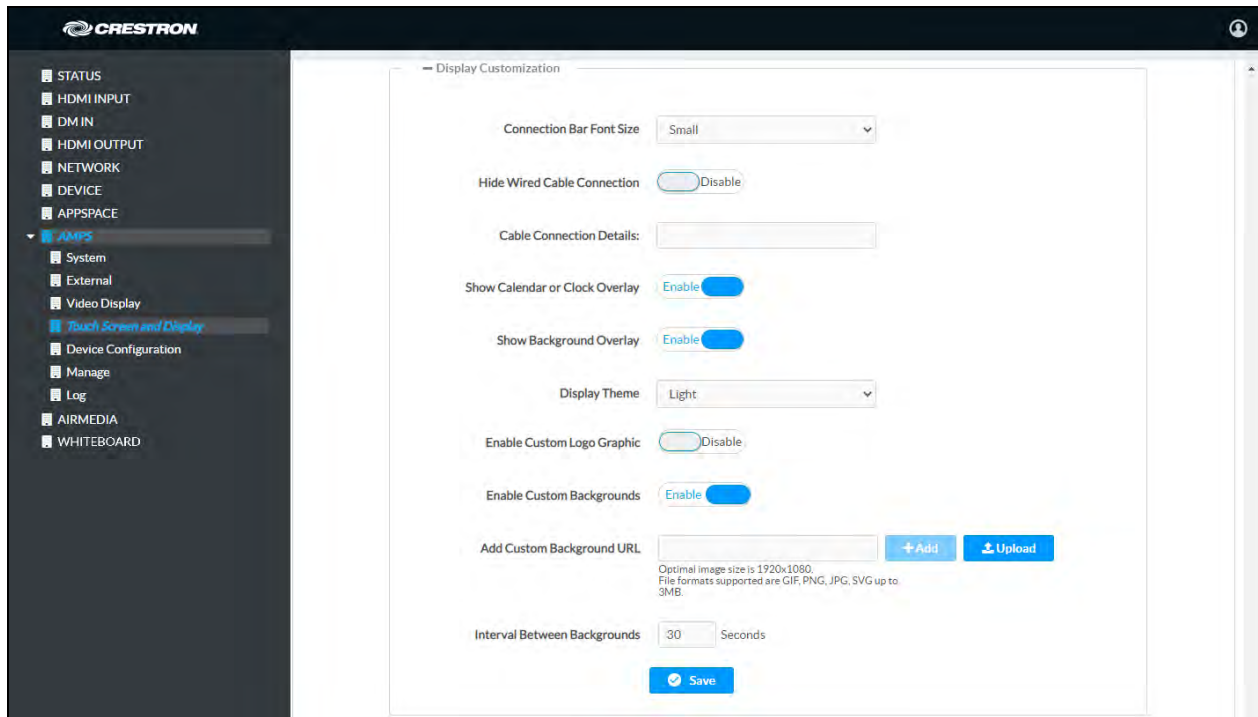 CRESTRON
STATUS
HDMI INPUT
DM IN
HDMI OUTPUT
NETWORK
DEVICE
APPSPACE
AMPS
System
External
Video Display
Touch Screen and Display
Device Configuration
Manage
Log
AIRMEDIA
WHITEBOARD
Display Customization
Connection Bar Font Size Small
Hide Wired Cable Connection Disable
Cable Connection Details:
Show Calendar or Clock Overlay Enable
Show Background Overlay Enable
Display Theme Light
Enable Custom Logo Graphic Disable
Enable Custom Backgrounds Enable
Add Custom Background URL +Add Upload
Optimal image size is 1920x1080.
File formats supported are GIF, PNG, JPG, SVG up to
3MB.
Interval Between Backgrounds 30 Seconds
Save